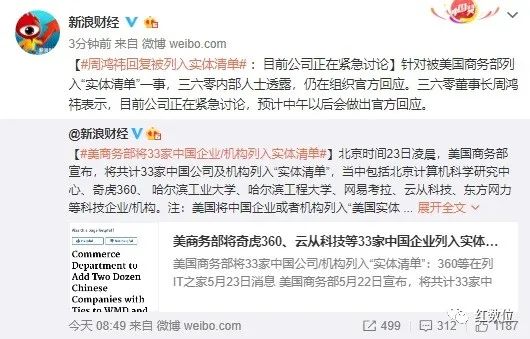 新浪财经
3分钟前 来自 微博 weibo.com
【#周鸿祎回复被列入实体清单# ：目前公司正在紧急讨论】针对被美国商务部列
入“实体清单”一事，三六零内部人士透露，仍在组织官方回应。三六零董事长周鸿
祎表示，目前公司正在紧急讨论，预计中午以后会做出官方回应。
@新浪财经
【#美商务部将33家中国企业/机构列入实体清单#】北京时间23日凌晨，美国商务部
宣布，将共计33家中国公司及机构列入“实体清单”，当中包括北京计算机科学研究中
心、奇虎360、 哈尔滨工业大学、哈尔滨工程大学、网易考拉、云从科技、东方网力
等科技企业/机构。注：美国将中国企业或者机构列入“美国实体 ... 展开全文
Was this page helpful?
Commerce
Department to
Add Two Dozen
Chinese
Companies with
Ties to WMD and
美商务部将奇虎360、云从科技等33家中国企业列入实体...
美商务部将33家中国公司/机构列入“实体清单”：360等在列
IT之家5月23日消息 美国商务部5月22日宣布，将共计33家中
今天 08:49 来自 微博 weibo.com
499
312
1167
红数位